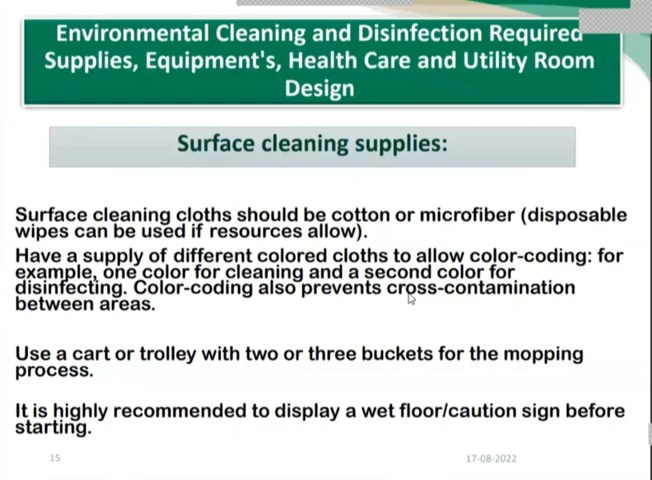 Environmental Cleaning and Disinfection Required
Supplies, Equipment's, Health Care and Utility Room
Design
Surface cleaning supplies:
Surface cleaning cloths should be cotton or microfiber (disposable
wipes can be used if resources allow).
Have a supply of different colored cloths to allow color-coding: for
example, one color for cleaning and a second color for
disinfecting. Color-coding also prevents cross-contamination
between areas.
Use a cart or trolley with two or three buckets for the mopping
process.
It is highly recommended to display a wet floor/caution sign before
starting.
15
17-08-2022